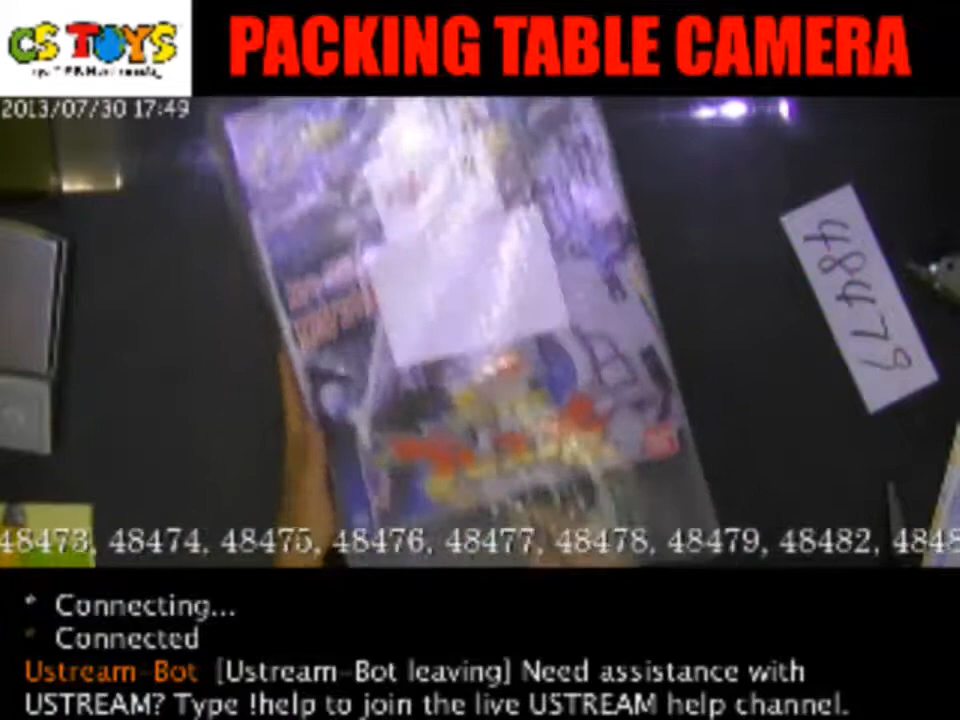 CS TOYS
PACKING TABLE CAMERA
2013/07/30 17:49
48479
48473, 48474, 48475, 48476, 48477, 48478, 48479, 48482, 4848
* Connecting...
* Connected
Ustream-Bot [Ustream-Bot leaving] Need assistance with
USTREAM? Type !help to join the live USTREAM help channel.